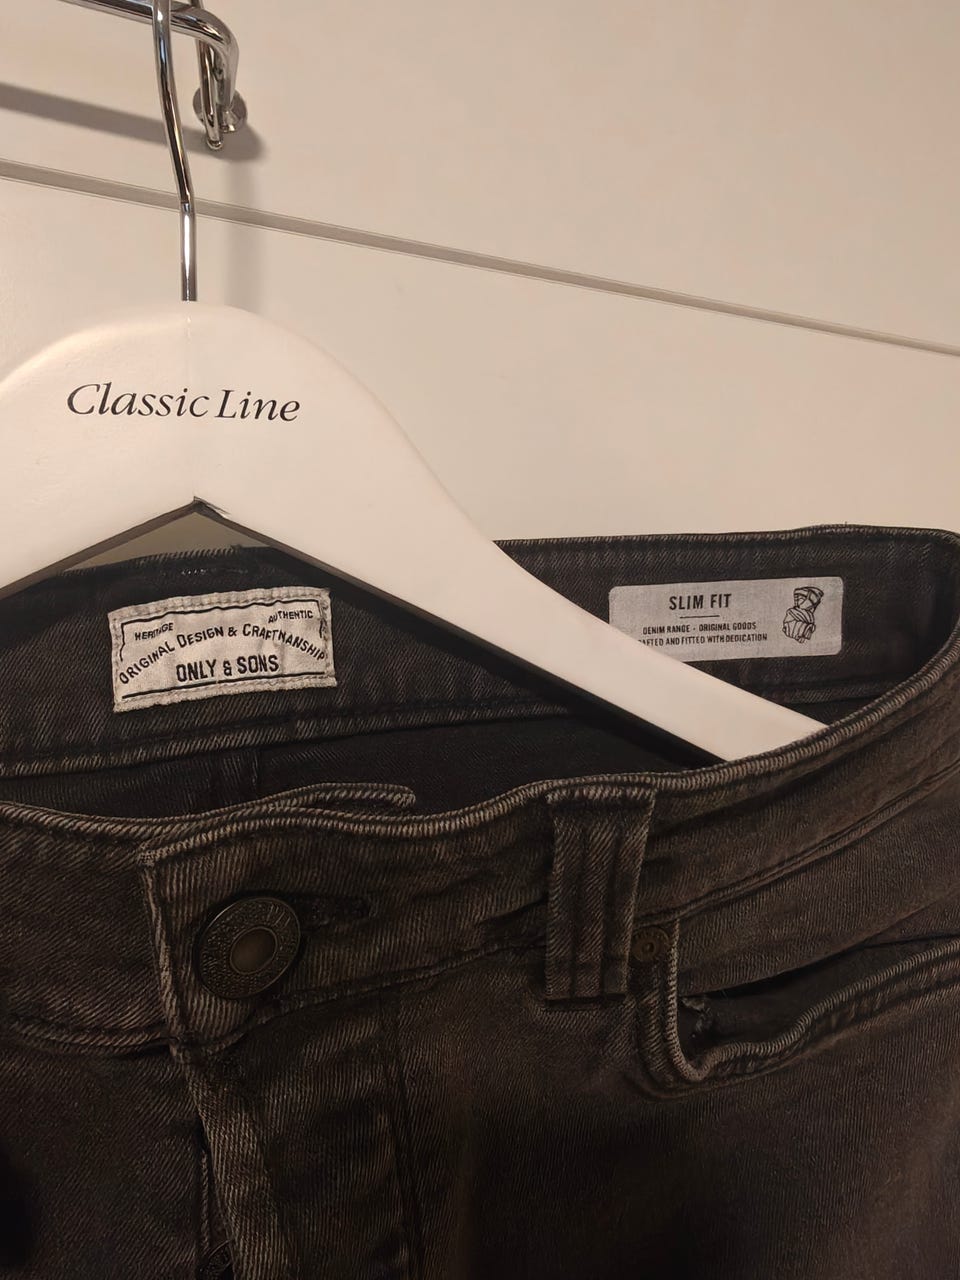 Classic Line
HERITAGE AUTHENTIC
ORIGINAL DESIGN & CRAFTMANSHIP
ONLY & SONS
SLIM FIT
DENIM RANGE - ORIGINAL GOODS
AFTED AND FITTED WITH DEDICATION